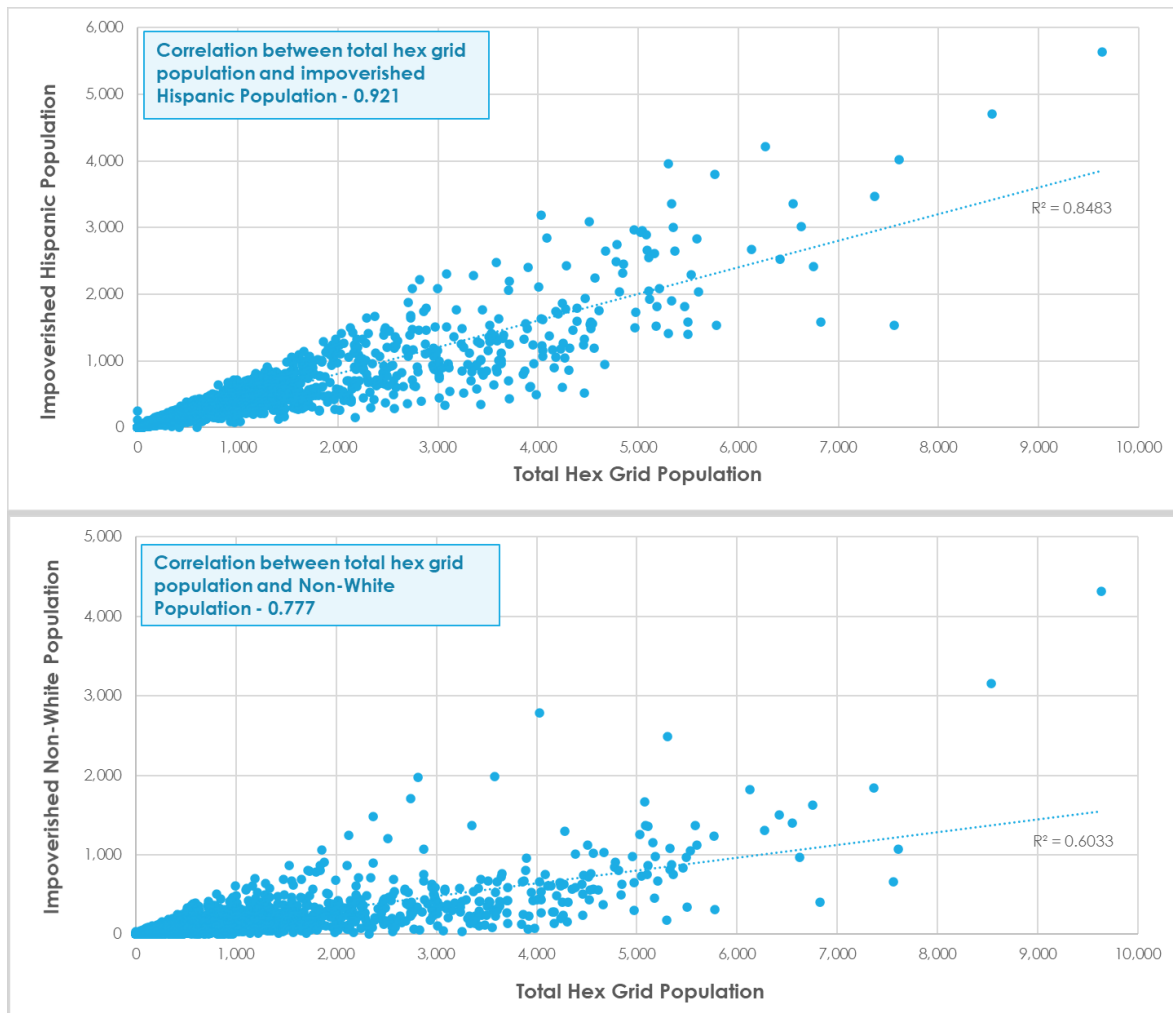 6,000
Correlation between total hex grid
population and impoverished
Hispanic Population - 0.921
5,000
4,000
3,000
2,000
1,000
0
Impoverished Hispanic Population
R² = 0.8483
0 1,000 2,000 3,000 4,000 5,000 6,000 7,000 8,000 9,000 10,000
Total Hex Grid Population
5,000
Correlation between total hex grid
population and Non-White
Population - 0.777
4,000
3,000
2,000
1,000
0
Impoverished Non-White Population
R² = 0.6033
0 1,000 2,000 3,000 4,000 5,000 6,000 7,000 8,000 9,000 10,000
Total Hex Grid Population